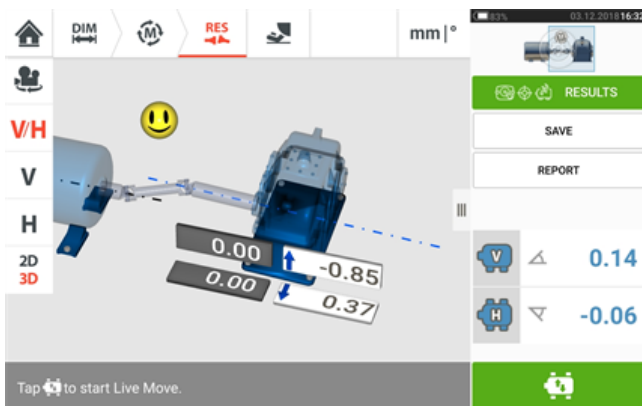 DIM
M
RES
mm|°
83%
03.12.2018 16:32
V/H
V
H
2D
3D
RESULTS
SAVE
REPORT
0.00
-0.85
0.00
0.37
V
0.14
H
-0.06
Tap to start Live Move.